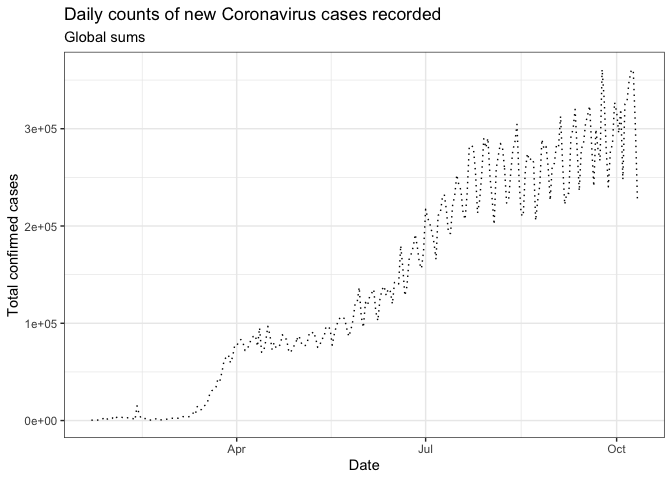 Daily counts of new Coronavirus cases recorded
Global sums
Total confirmed cases
3e+05
2e+05
1e+05
0e+00
Apr Jul Oct
Date